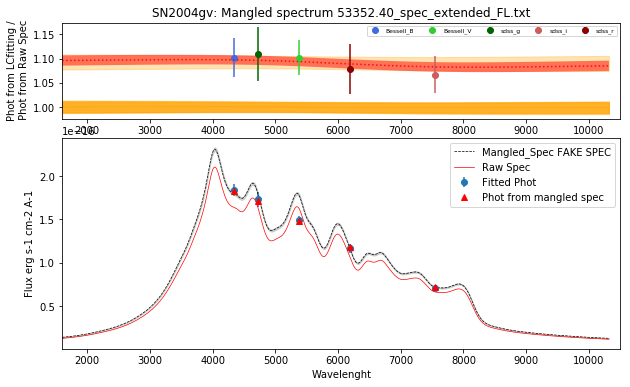 SN2004gv: Mangled spectrum 53352.40_spec_extended_FL.txt
Phot from LCfitting /
Phot from Raw Spec
1.15
1.10
1.05
1.00
Bessell_B
Bessell_V
sdss_g
sdss_i
sdss_r
2000 3000 4000 5000 6000 7000 8000 9000 10000
Flux erg s-1 cm-2 A-1
2.0
1.5
1.0
0.5
Mangled_Spec FAKE SPEC
Raw Spec
Fitted Phot
Phot from mangled spec
2000 3000 4000 5000 6000 7000 8000 9000 10000
Wavelenght